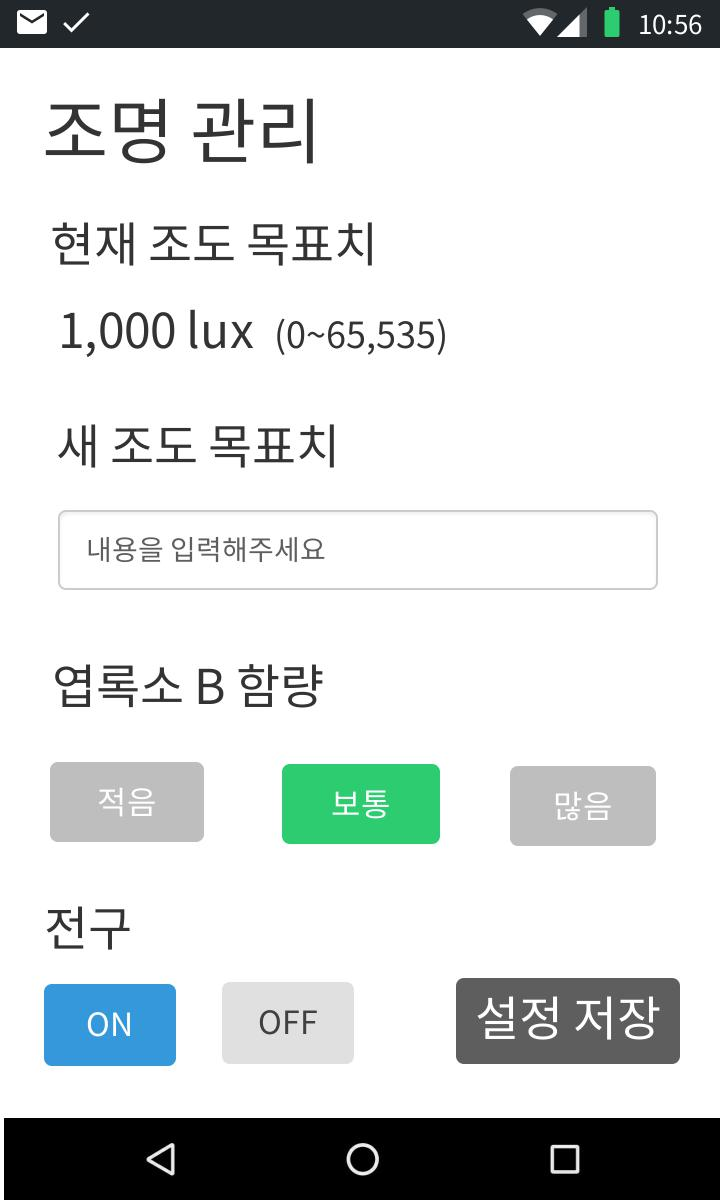 10:56
조명 관리
현재 조도 목표치
1,000 lux (0~65,535)
새 조도 목표치
내용을 입력해주세요
엽록소 B 함량
적음 보통 많음
전구
ON OFF 설정 저장